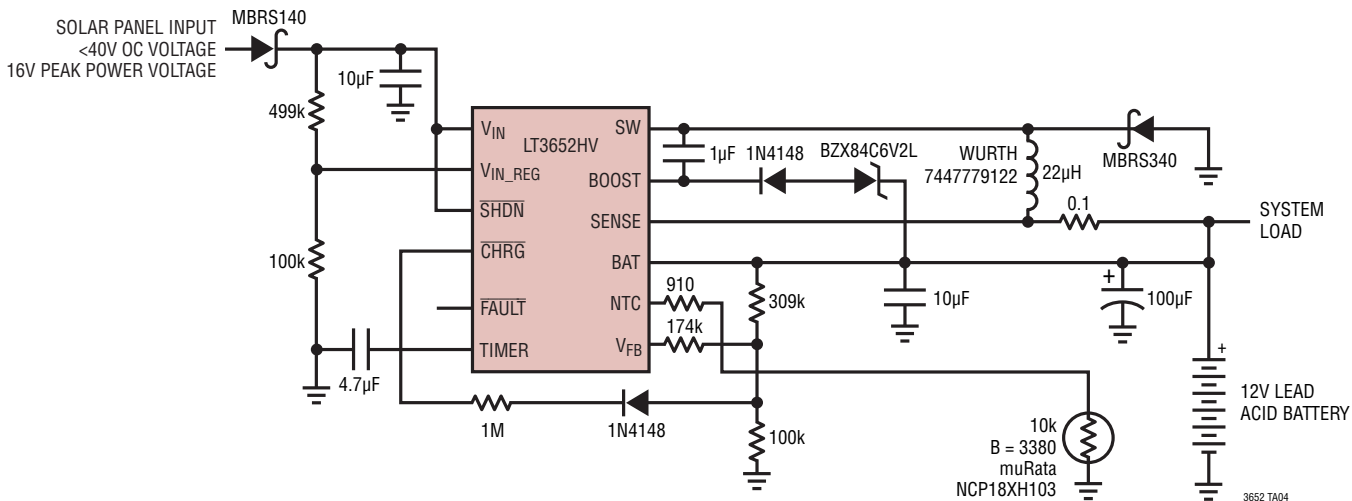 MBRS140
SOLAR PANEL INPUT
<40V OC VOLTAGE
16V PEAK POWER VOLTAGE
10µF
499k
100k
4.7µF
LT3652HV
VIN
VIN_REG
SHDN
CHRG
FAULT
TIMER
SW
BOOST
SENSE
BAT
NTC
VFB
1µF
1N4148
BZX84C6V2L
WURTH
7447779122
22µH
MBRS340
0.1
SYSTEM
LOAD
910
174k
309k
10µF
+
100µF
1M
1N4148
100k
10k
B = 3380
muRata
NCP18XH103
+
12V LEAD
ACID BATTERY
3652 TA04